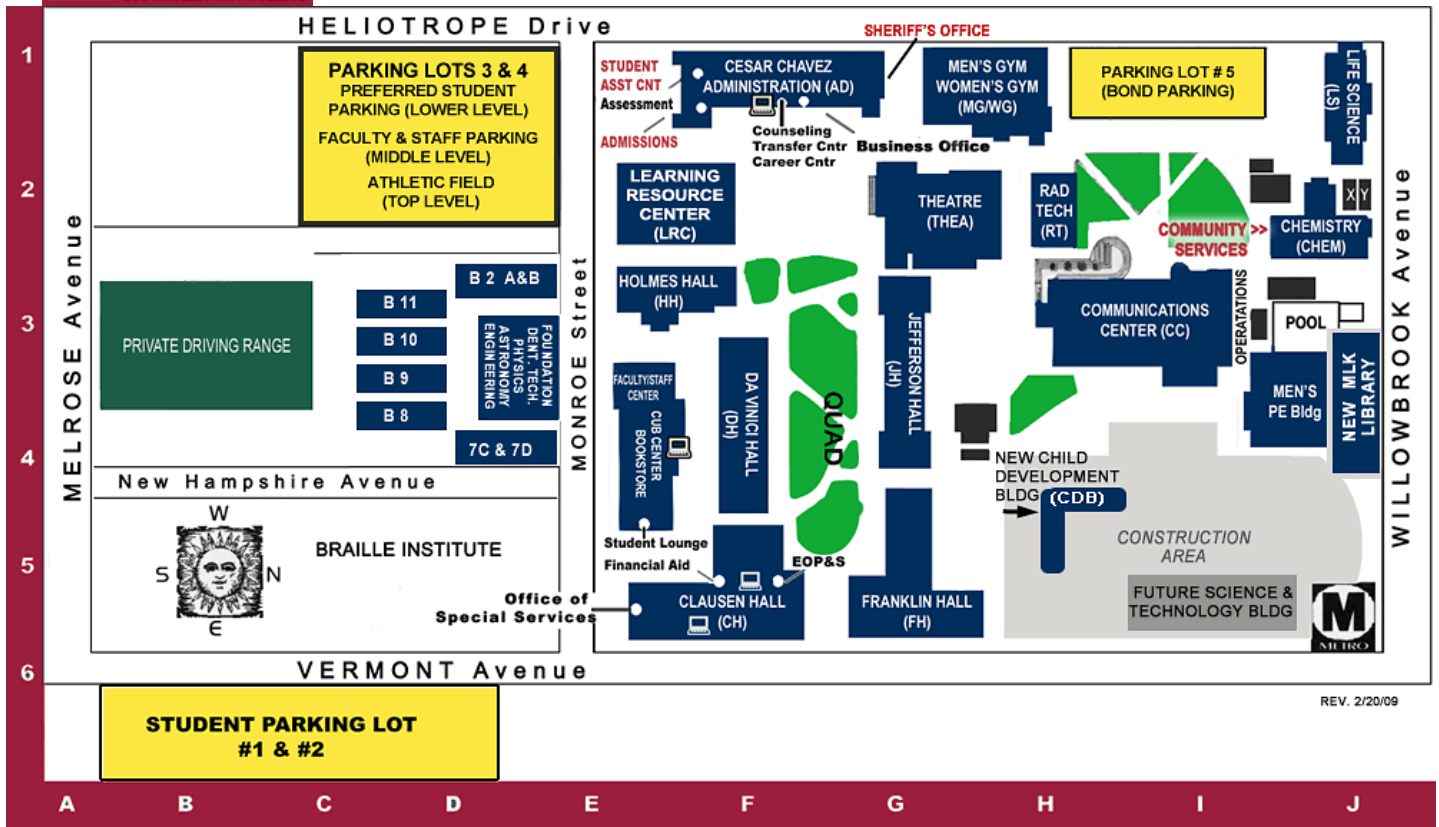 HELIOTROPE Drive
1
2
3
4
5
6
PARKING LOTS 3 & 4
PREFERRED STUDENT
PARKING (LOWER LEVEL)
FACULTY & STAFF PARKING
(MIDDLE LEVEL)
ATHLETIC FIELD
(TOP LEVEL)
STUDENT
ASST CNT
Assessment
ADMISSIONS
CESAR CHAVEZ
ADMINISTRATION (AD)
SHERIFF'S OFFICE
Counseling
Transfer Cntr
Career Cntr
Business Office
MEN'S GYM
WOMEN'S GYM
(MG/WG)
PARKING LOT # 5
(BOND PARKING)
LIFE SCIENCE
(LS)
LEARNING
RESOURCE
CENTER
(LRC)
THEATRE
(THEA)
RAD
TECH
(RT)
COMMUNITY >>
SERVICES
X Y
CHEMISTRY
(CHEM)
MELROSE Avenue
MONROE Street
WILLOWBROOK Avenue
PRIVATE DRIVING RANGE
B 2 A&B
B 11
B 10
B 9
B 8
FOUNDATION
DENT. TECH.
PHYSICS
ASTRONOMY
ENGINEERING
7C & 7D
HOLMES HALL
(HH)
FACULTY/STAFF
CENTER
CUB CENTER
BOOKSTORE
DA VINICI HALL
(DH)
QUAD
JEFFERSON HALL
(JH)
COMMUNICATIONS
CENTER (CC)
OPERATATIONS
POOL
MEN'S
PE Bldg
NEW MLK
LIBRARY
New Hampshire Avenue
NEW CHILD
DEVELOPMENT
BLDG (CDB)
W
S N
E
BRAILLE INSTITUTE
Student Lounge
Financial Aid
EOP&S
Office of
Special Services
CLAUSEN HALL
(CH)
FRANKLIN HALL
(FH)
CONSTRUCTION
AREA
FUTURE SCIENCE &
TECHNOLOGY BLDG
M
METRO
VERMONT Avenue
STUDENT PARKING LOT
#1 & #2
REV. 2/20/09
A B C D E F G H I J